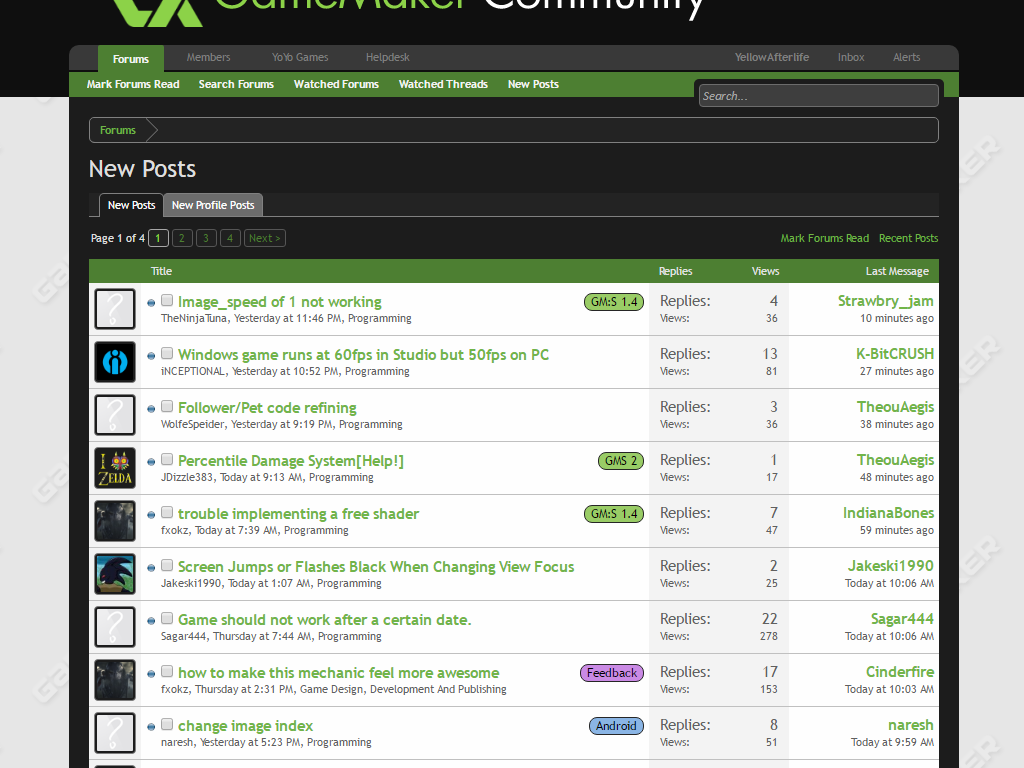 GameMaker Community
Forums Members YoYo Games Helpdesk YellowAfterlife Inbox Alerts
Mark Forums Read Search Forums Watched Forums Watched Threads New Posts
Search...
Forums
New Posts
New Posts New Profile Posts
Page 1 of 4 1 2 3 4 Next > Mark Forums Read Recent Posts
Title Replies Views Last Message
Image_speed of 1 not working GM:S 1.4 Replies: 4 Strawbry_jam
TheNinjaTuna, Yesterday at 11:46 PM, Programming Views: 36 10 minutes ago
Windows game runs at 60fps in Studio but 50fps on PC Replies: 13 K-BitCRUSH
iNCEPTIONAL, Yesterday at 10:52 PM, Programming Views: 81 27 minutes ago
Follower/Pet code refining Replies: 3 TheouAegis
WolfeSpeider, Yesterday at 9:19 PM, Programming Views: 36 38 minutes ago
I
ZELDA
Percentile Damage System[Help!] GMS 2 Replies: 1 TheouAegis
JDizzle383, Today at 9:13 AM, Programming Views: 17 48 minutes ago
trouble implementing a free shader GM:S 1.4 Replies: 7 IndianaBones
fxokz, Today at 7:39 AM, Programming Views: 47 59 minutes ago
Screen Jumps or Flashes Black When Changing View Focus Replies: 2 Jakeski1990
Jakeski1990, Today at 1:07 AM, Programming Views: 25 Today at 10:06 AM
Game should not work after a certain date. Replies: 22 Sagar444
Sagar444, Thursday at 7:44 AM, Programming Views: 278 Today at 10:06 AM
how to make this mechanic feel more awesome Feedback Replies: 17 Cinderfire
fxokz, Thursday at 2:31 PM, Game Design, Development And Publishing Views: 153 Today at 10:03 AM
change image index Android Replies: 8 naresh
naresh, Yesterday at 5:23 PM, Programming Views: 51 Today at 9:59 AM